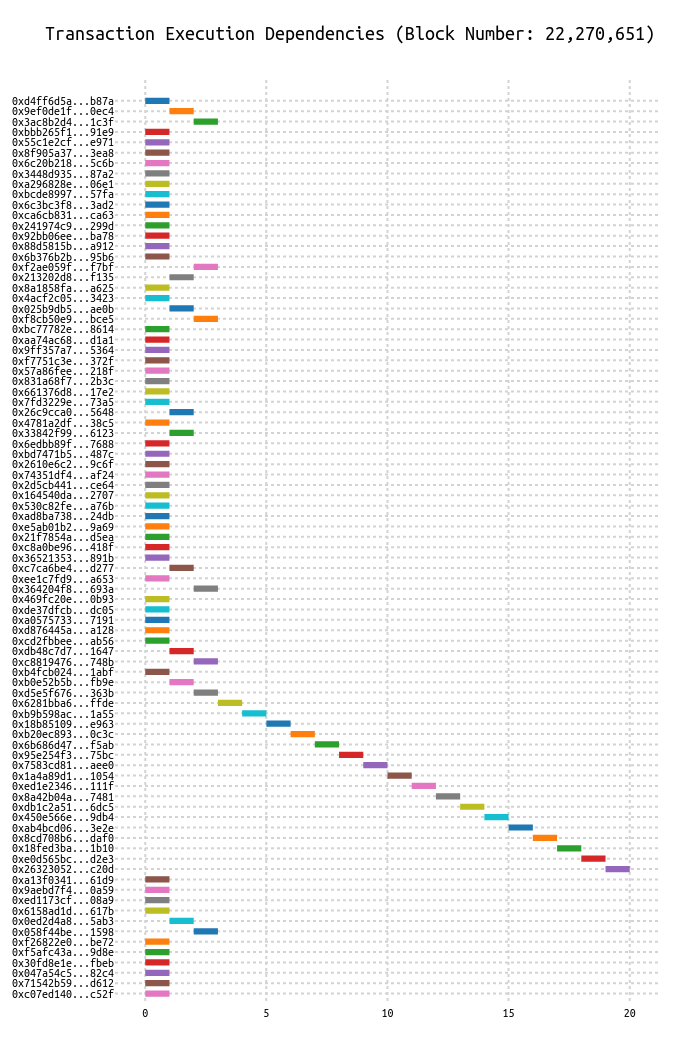 Transaction Execution Dependencies (Block Number: 22,270,651)
0xd4ff6d5a...b87a
0x9ef0de1f...0ec4
0x3ac8b2d4...1c3f
0xbbb265f1...91e9
0x55c1e2cf...e971
0x8f905a37...3ea8
0x6c20b218...5c6b
0x3448d935...87a2
0xa296828e...06e1
0xbcde8997...57fa
0x6c3bc3f8...3ad2
0xca6cb831...ca63
0x241974c9...299d
0x92bb06ee...ba78
0x88d5815b...a912
0x6b376b2b...95b6
0xf2ae059f...f7bf
0x213202d8...f135
0x8a1858fa...a625
0x4acf2c05...3423
0x025b9db5...ae0b
0xf8cb50e9...bce5
0xbc77782e...8614
0xaa74ac68...d1a1
0x9ff357a7...5364
0xf7751c3e...372f
0x57a86fee...218f
0x831a68f7...2b3c
0x661376d8...17e2
0x7fd3229e...73a5
0x26c9cca0...5648
0x4781a2df...38c5
0x33842f99...6123
0x6edbb89f...7688
0xbd7471b5...487c
0x2610e6c2...9c6f
0x74351df4...af24
0x2d5cb441...ce64
0x164540da...2707
0x530c82fe...a76b
0xad8ba738...24db
0xe5ab01b2...9a69
0x21f7854a...d5ea
0xc8a0be96...418f
0x36521353...891b
0xc7ca6be4...d277
0xee1c7fd9...a653
0x364204f8...693a
0x469fc20e...0b93
0xde37dfcb...dc05
0xa0575733...7191
0xd876445a...a128
0xcd2fbbee...ab56
0xdb48c7d7...1647
0xc8819476...748b
0xb4fcb024...1abf
0xb0e52b5b...fb9e
0xd5e5f676...363b
0x6281bba6...ffde
0xb9b598ac...1a55
0x18b85109...e963
0xb20ec893...0c3c
0x6b686d47...f5ab
0x95e254f3...75bc
0x7583cd81...aee0
0x1a4a89d1...1054
0xed1e2346...111f
0x8a42b04a...7481
0xdb1c2a51...6dc5
0x450e566e...9db4
0xab4bcd06...3e2e
0x8cd708b6...daf0
0x18fed3ba...1b10
0xe0d565bc...d2e3
0x26323052...c20d
0xa13f0341...61d9
0x9aebd7f4...0a59
0xed1173cf...08a9
0x6158ad1d...617b
0x0ed2d4a8...5ab3
0x058f44be...1598
0xf26822e0...be72
0xf5afc43a...9d8e
0x30fd8e1e...fbeb
0x047a54c5...82c4
0x71542b59...d612
0xc07ed140...c52f
0 5 10 15 20